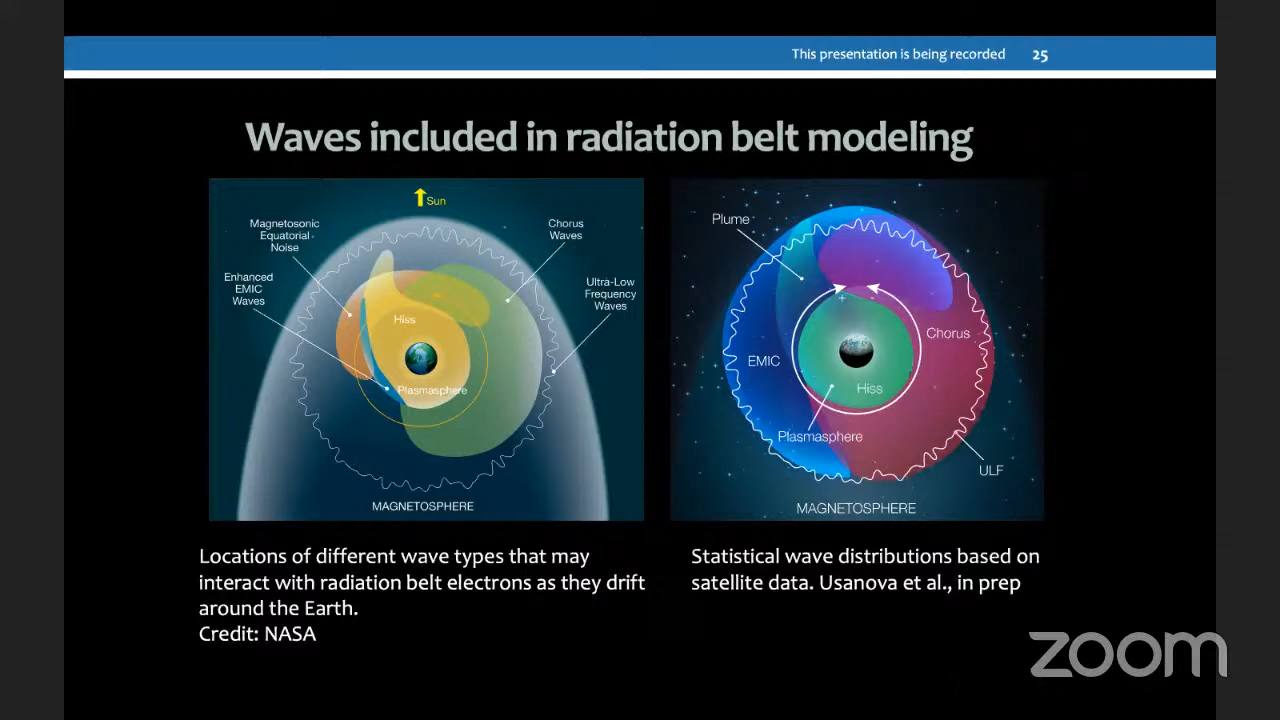 This presentation is being recorded 25
Waves included in radiation belt modeling
Sun
Magnetosonic
Equatorial
Noise
Chorus
Waves
Enhanced
EMIC
Waves
Ultra-Low
Frequency
Waves
Hiss
Plasmasphere
MAGNETOSPHERE
Plume
Chorus
EMIC
Hiss
Plasmasphere
ULF
MAGNETOSPHERE
Locations of different wave types that may
interact with radiation belt electrons as they drift
around the Earth.
Credit: NASA
Statistical wave distributions based on
satellite data. Usanova et al., in prep
zoom